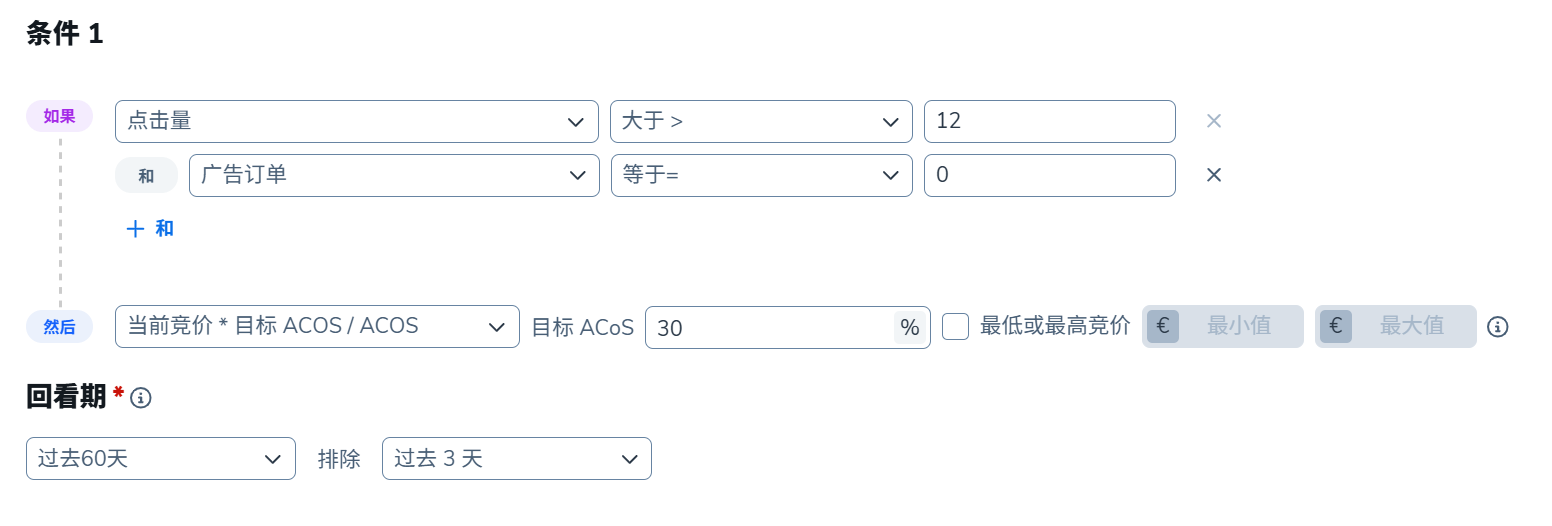 条件 1
如果 点击量 大于 > 12
和 广告订单 等于= 0
+ 和
然后 当前竞价 * 目标 ACOS / ACOS 目标 ACoS 30 % 最低或最高竞价 € 最小值 € 最大值
回看期 *
过去60天 排除 过去 3 天